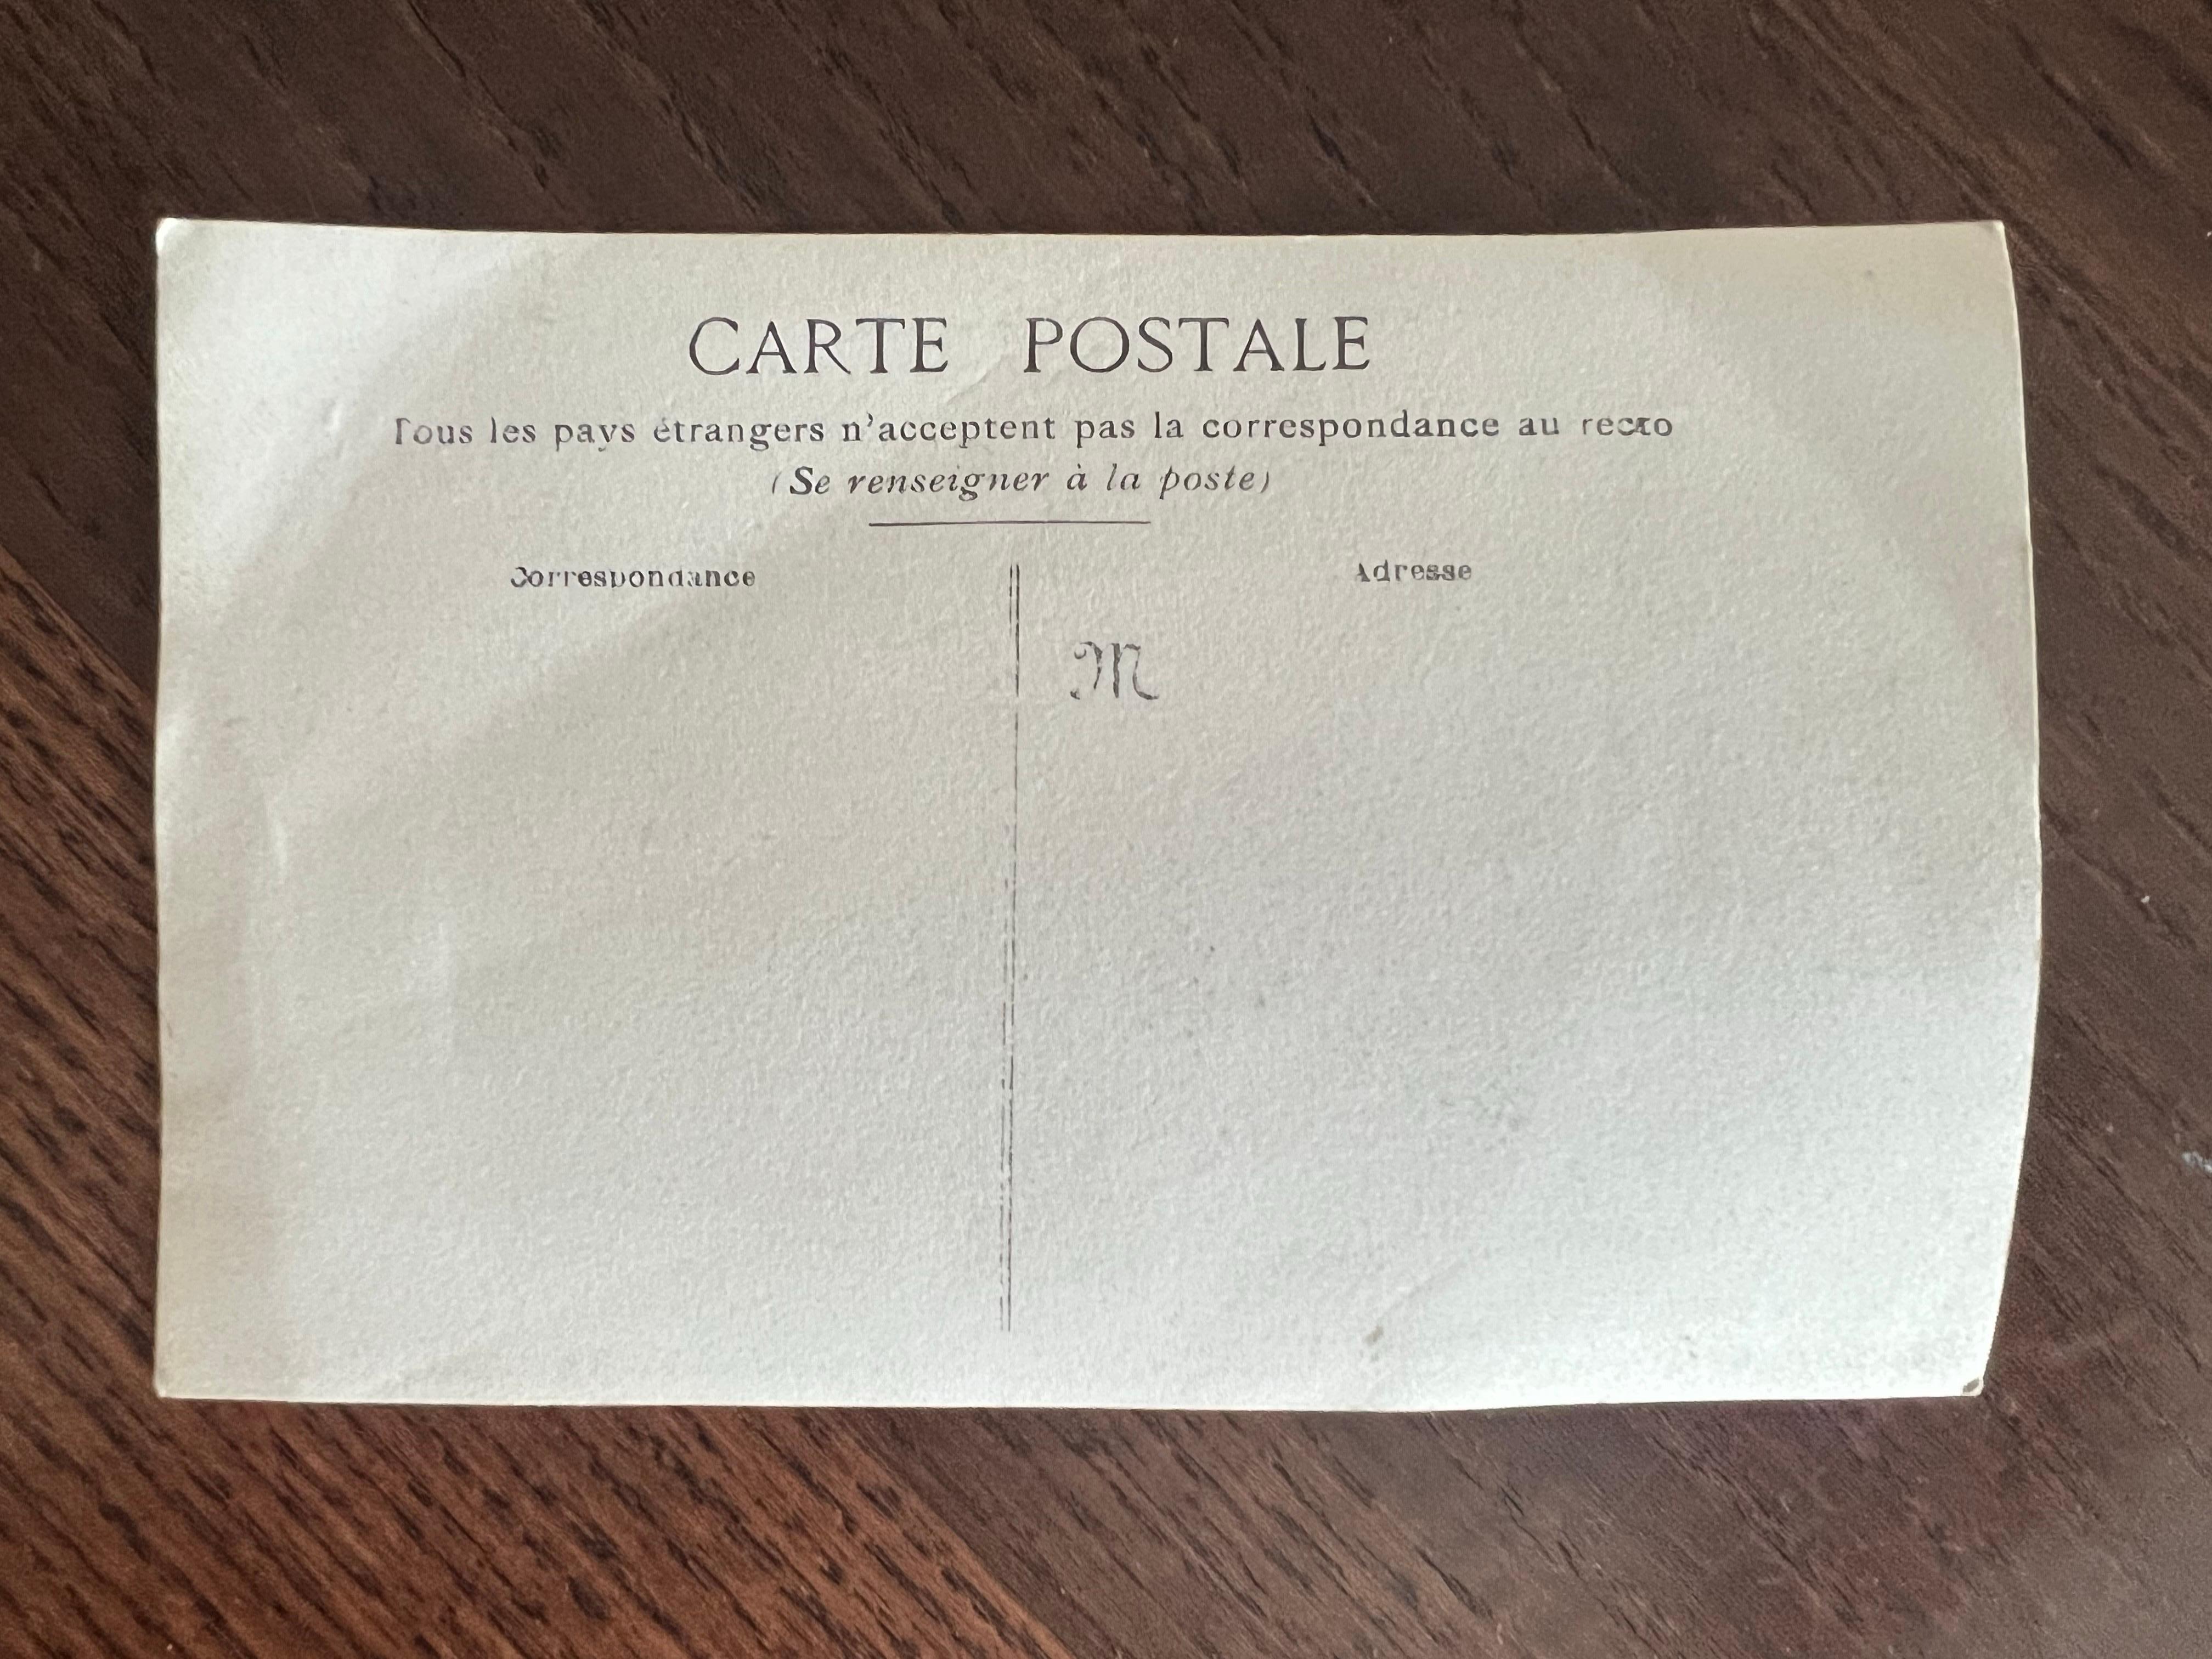 CARTE POSTALE
Tous les pays étrangers n'acceptent pas la correspondance au recto
(Se renseigner à la poste)
Correspondance
Adresse
M